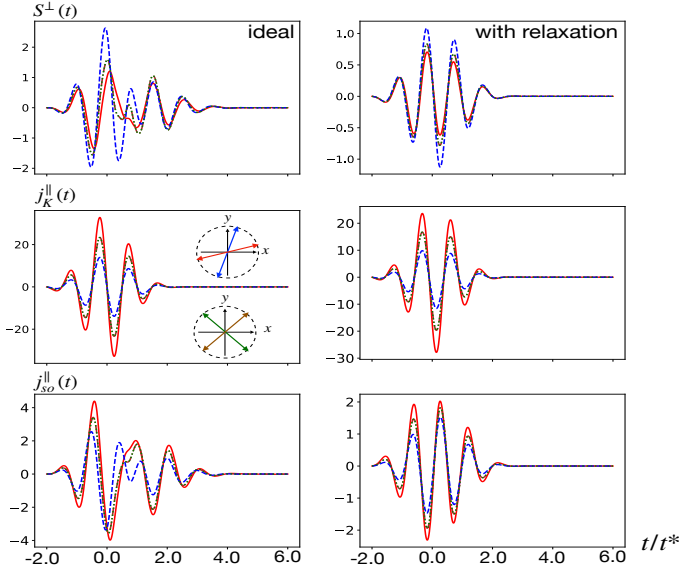 S⊥(t)
ideal
with relaxation
2
1
0
−1
−2
1.0
0.5
0.0
−0.5
−1.0
j∥K(t)
20
0
−20
y
x
y
x
20
10
0
−10
−20
−30
j∥so(t)
4
2
0
−2
−4
2
1
0
−1
−2
-2.0 0.0 2.0 4.0 6.0
-2.0 0.0 2.0 4.0 6.0
t/t*